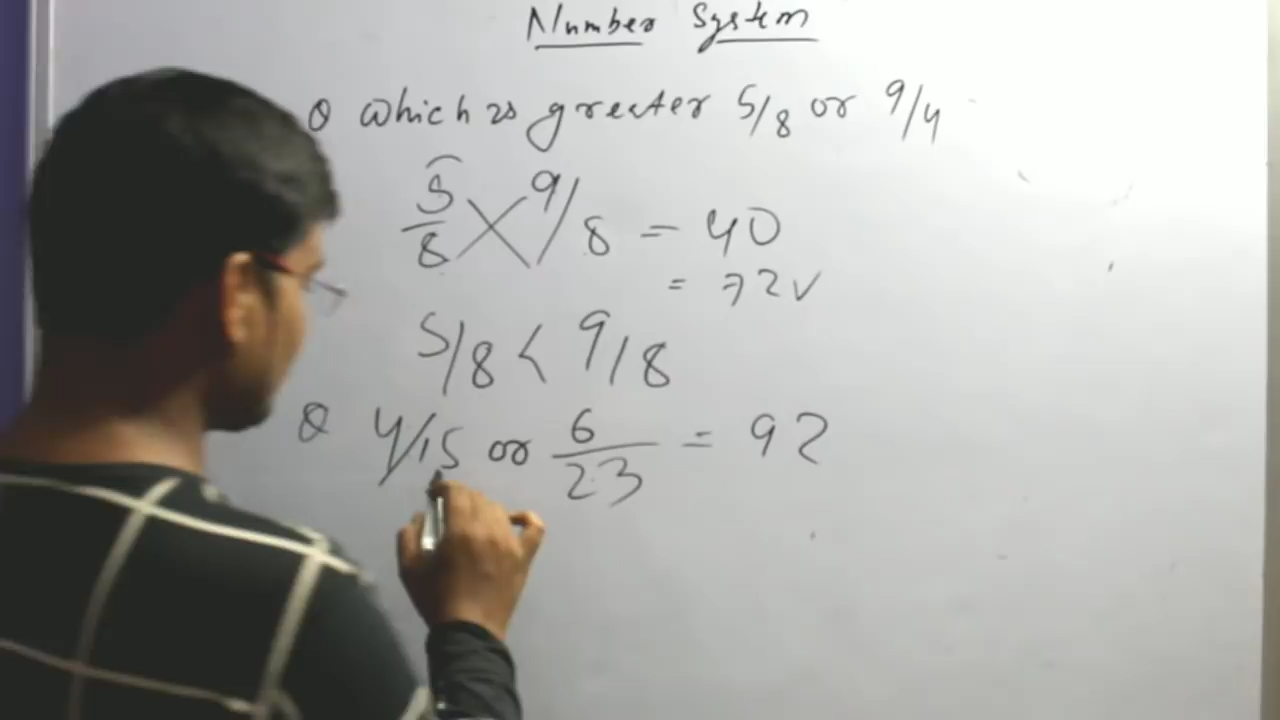 Number System
Q Which is greater 5/8 or 9/4
5/8 X 9/8 = 40
= 72 ✓
5/8 < 9/8
Q 4/15 or 6/23 = 92